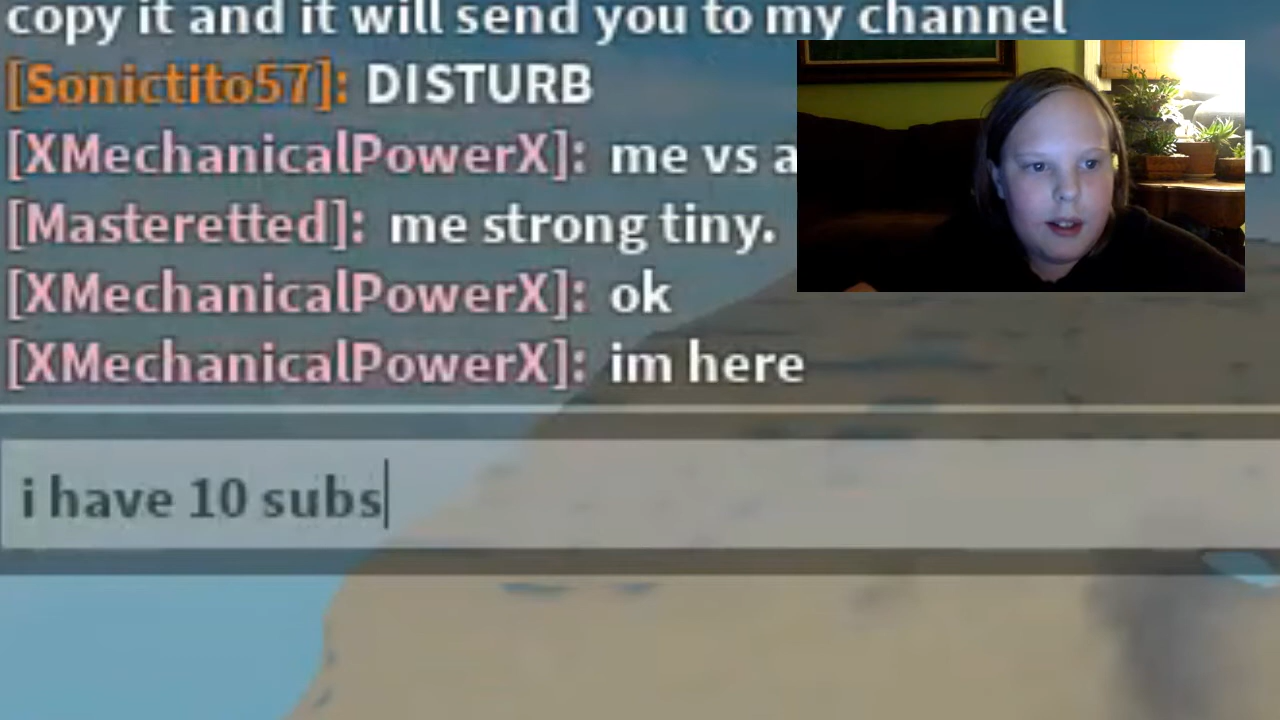 copy it and it will send you to my channel
[Sonictito57]: DISTURB
[XMechanicalPowerX]: me vs
[Masteretted]: me strong tiny.
[XMechanicalPowerX]: ok
[XMechanicalPowerX]: im here
i have 10 subs